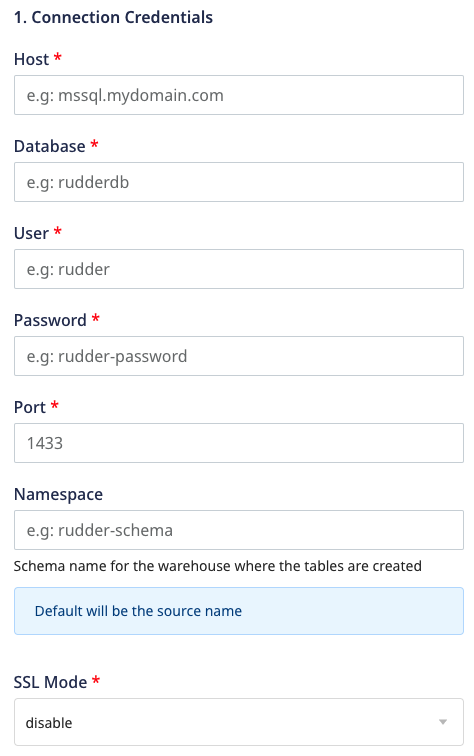 1. Connection Credentials
Host *
e.g: mssql.mydomain.com
Database *
e.g: rudderdb
User *
e.g: rudder
Password *
e.g: rudder-password
Port *
1433
Namespace
e.g: rudder-schema
Schema name for the warehouse where the tables are created
Default will be the source name
SSL Mode *
disable